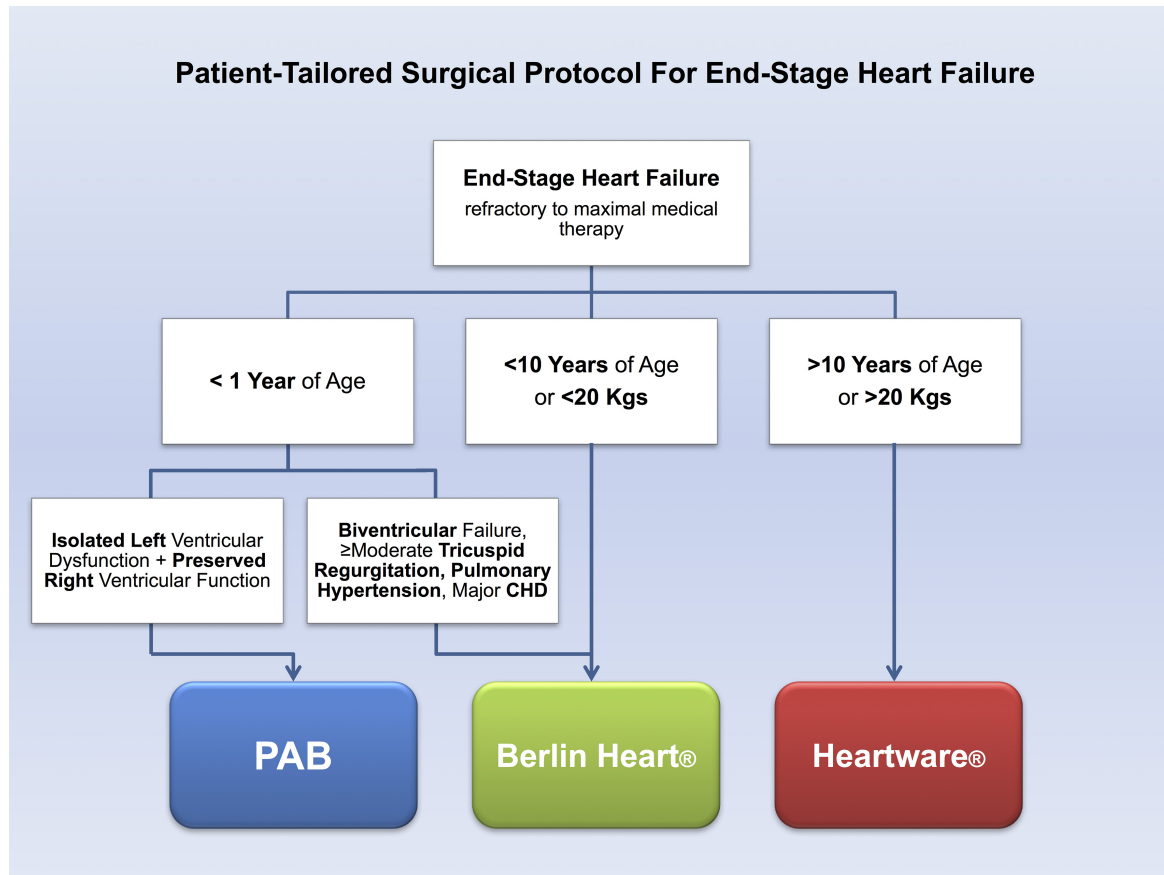 Patient-Tailored Surgical Protocol For End-Stage Heart Failure
End-Stage Heart Failure
refractory to maximal medical
therapy
< 1 Year of Age
<10 Years of Age
or <20 Kgs
>10 Years of Age
or >20 Kgs
Isolated Left Ventricular
Dysfunction + Preserved
Right Ventricular Function
Biventricular Failure,
≥Moderate Tricuspid
Regurgitation, Pulmonary
Hypertension, Major CHD
PAB
Berlin Heart®
Heartware®